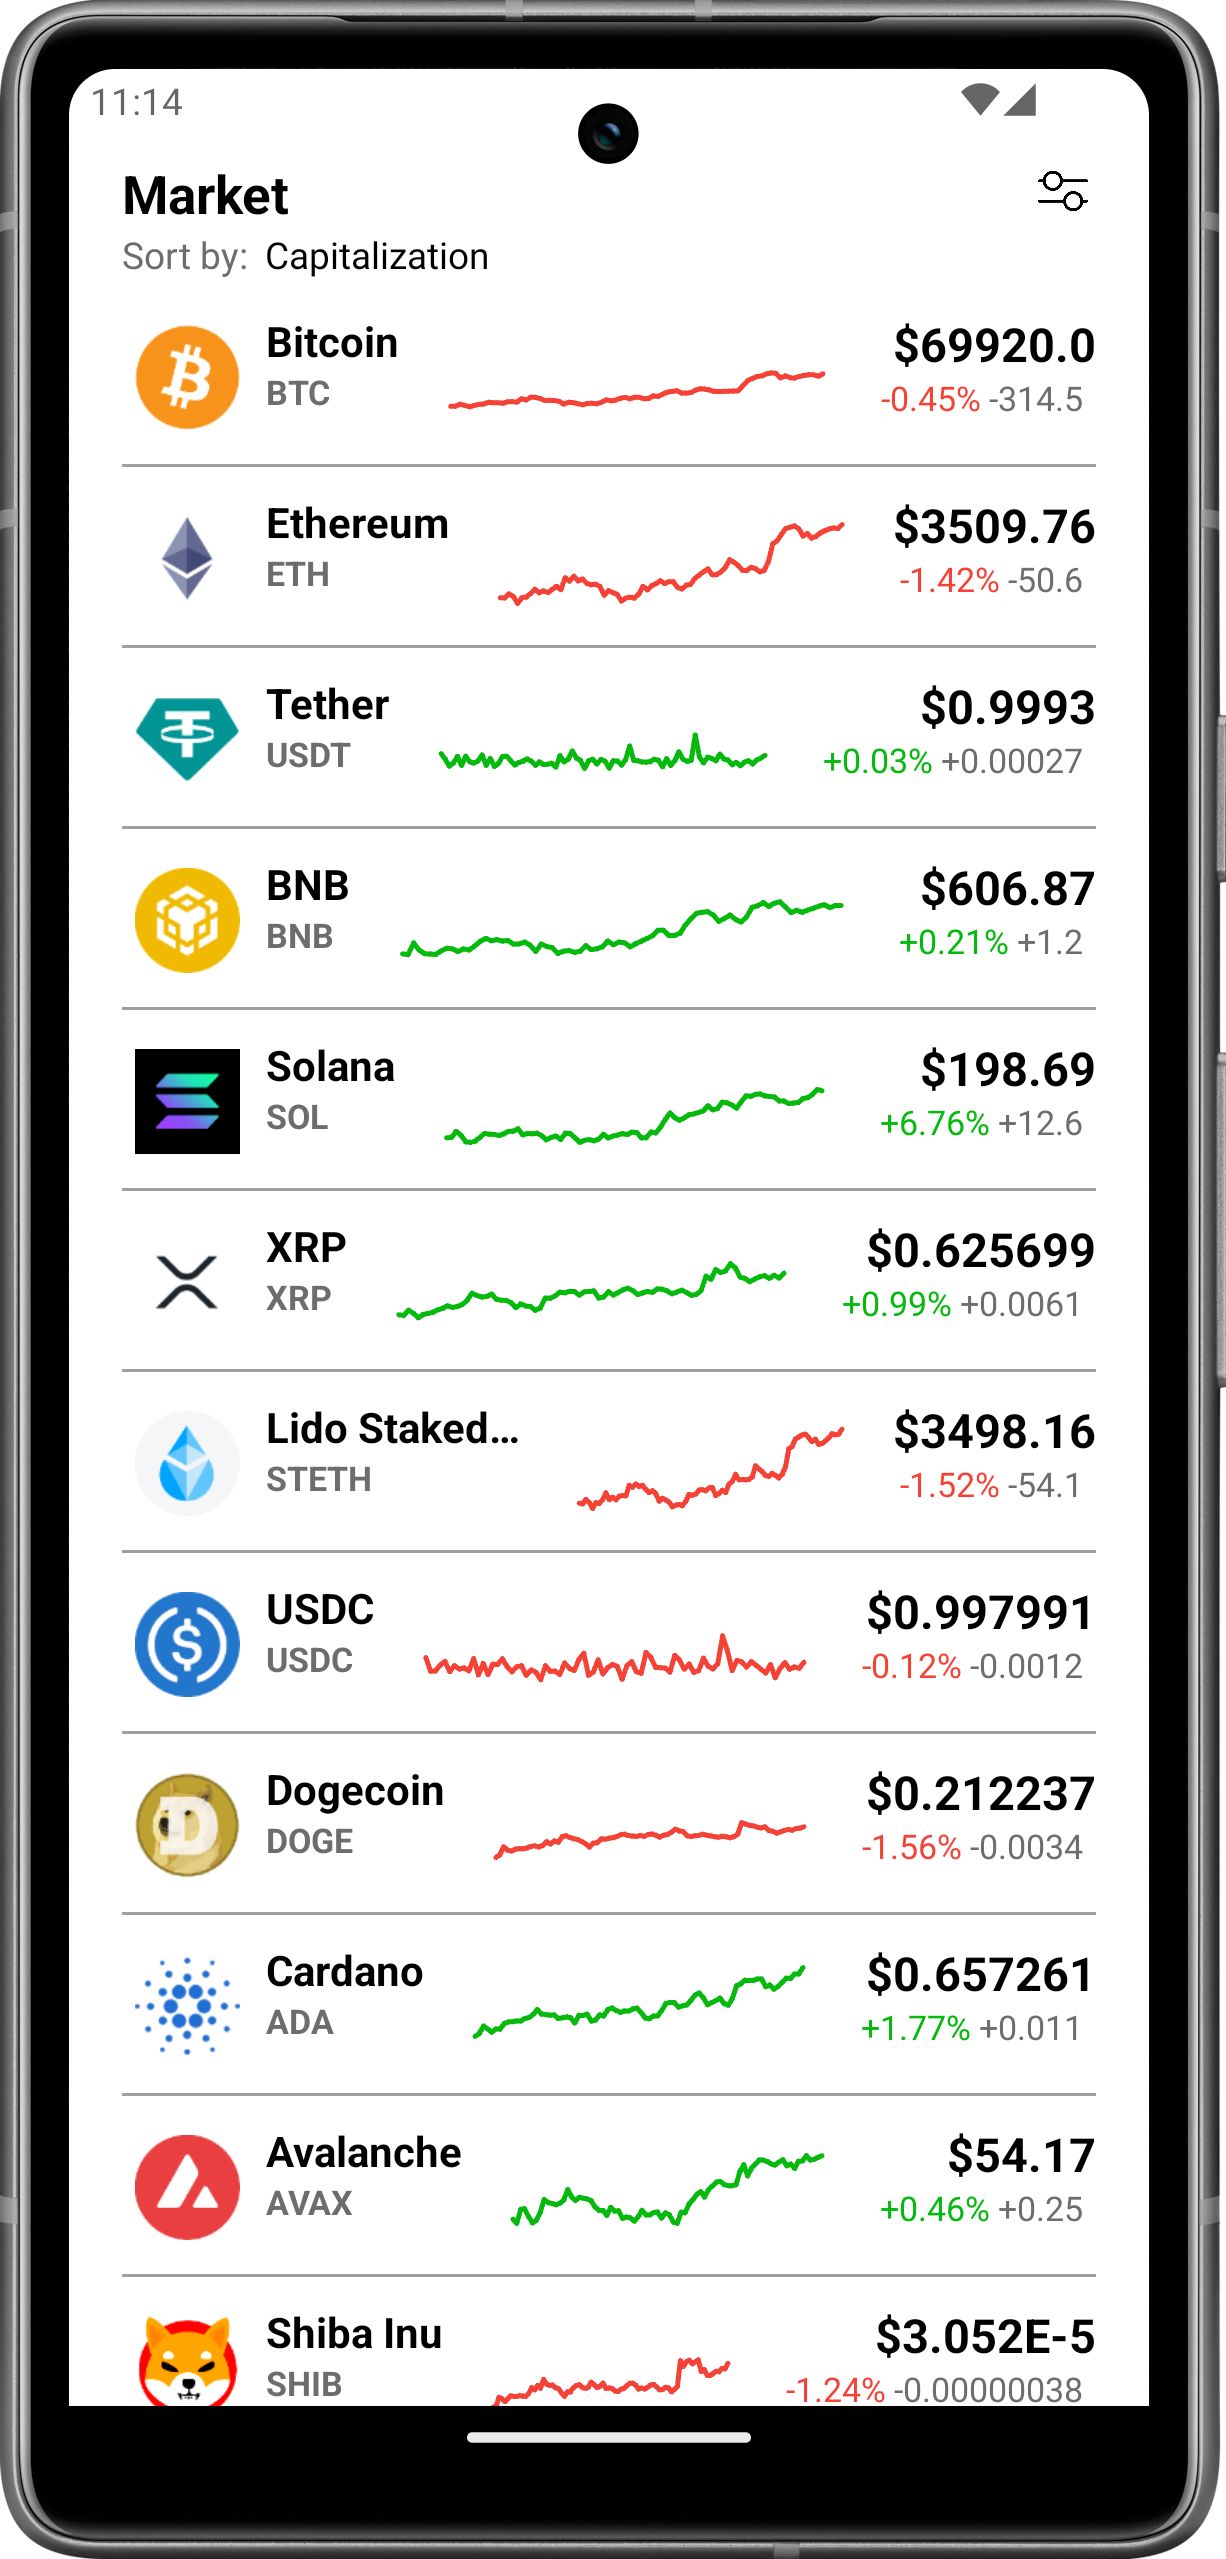 11:14
Market
Sort by: Capitalization
Bitcoin $69920.0
BTC -0.45% -314.5
Ethereum $3509.76
ETH -1.42% -50.6
Tether $0.9993
USDT +0.03% +0.00027
BNB $606.87
BNB +0.21% +1.2
Solana $198.69
SOL +6.76% +12.6
XRP $0.625699
XRP +0.99% +0.0061
Lido Staked... $3498.16
STETH -1.52% -54.1
USDC $0.997991
USDC -0.12% -0.0012
Dogecoin $0.212237
DOGE -1.56% -0.0034
Cardano $0.657261
ADA +1.77% +0.011
Avalanche $54.17
AVAX +0.46% +0.25
Shiba Inu $3.052E-5
SHIB -1.24% -0.00000038